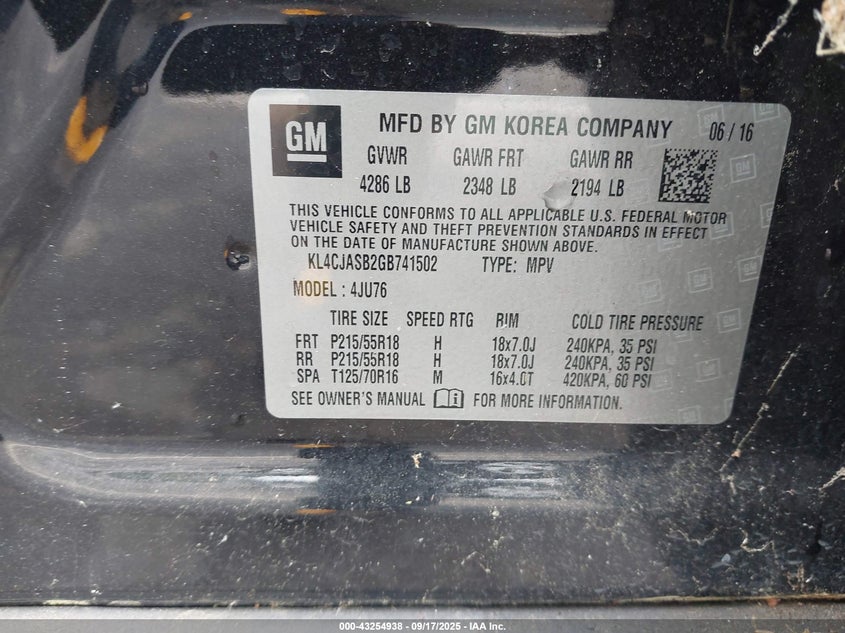 GM
MFD BY GM KOREA COMPANY 06 / 16
GVWR GAWR FRT GAWR RR
4286 LB 2348 LB 2194 LB
THIS VEHICLE CONFORMS TO ALL APPLICABLE U.S. FEDERAL MOTOR
VEHICLE SAFETY AND THEFT PREVENTION STANDARDS IN EFFECT
ON THE DATE OF MANUFACTURE SHOWN ABOVE.
KL4CJASB2GB741502 TYPE: MPV
MODEL : 4JU76
TIRE SIZE SPEED RTG RIM COLD TIRE PRESSURE
FRT P215/55R18 H 18x7.0J 240KPA, 35 PSI
RR P215/55R18 H 18x7.0J 240KPA, 35 PSI
SPA T125/70R16 M 16x4.0T 420KPA, 60 PSI
SEE OWNER'S MANUAL FOR MORE INFORMATION.
000-43254938 - 09/17/2025 - IAA Inc.